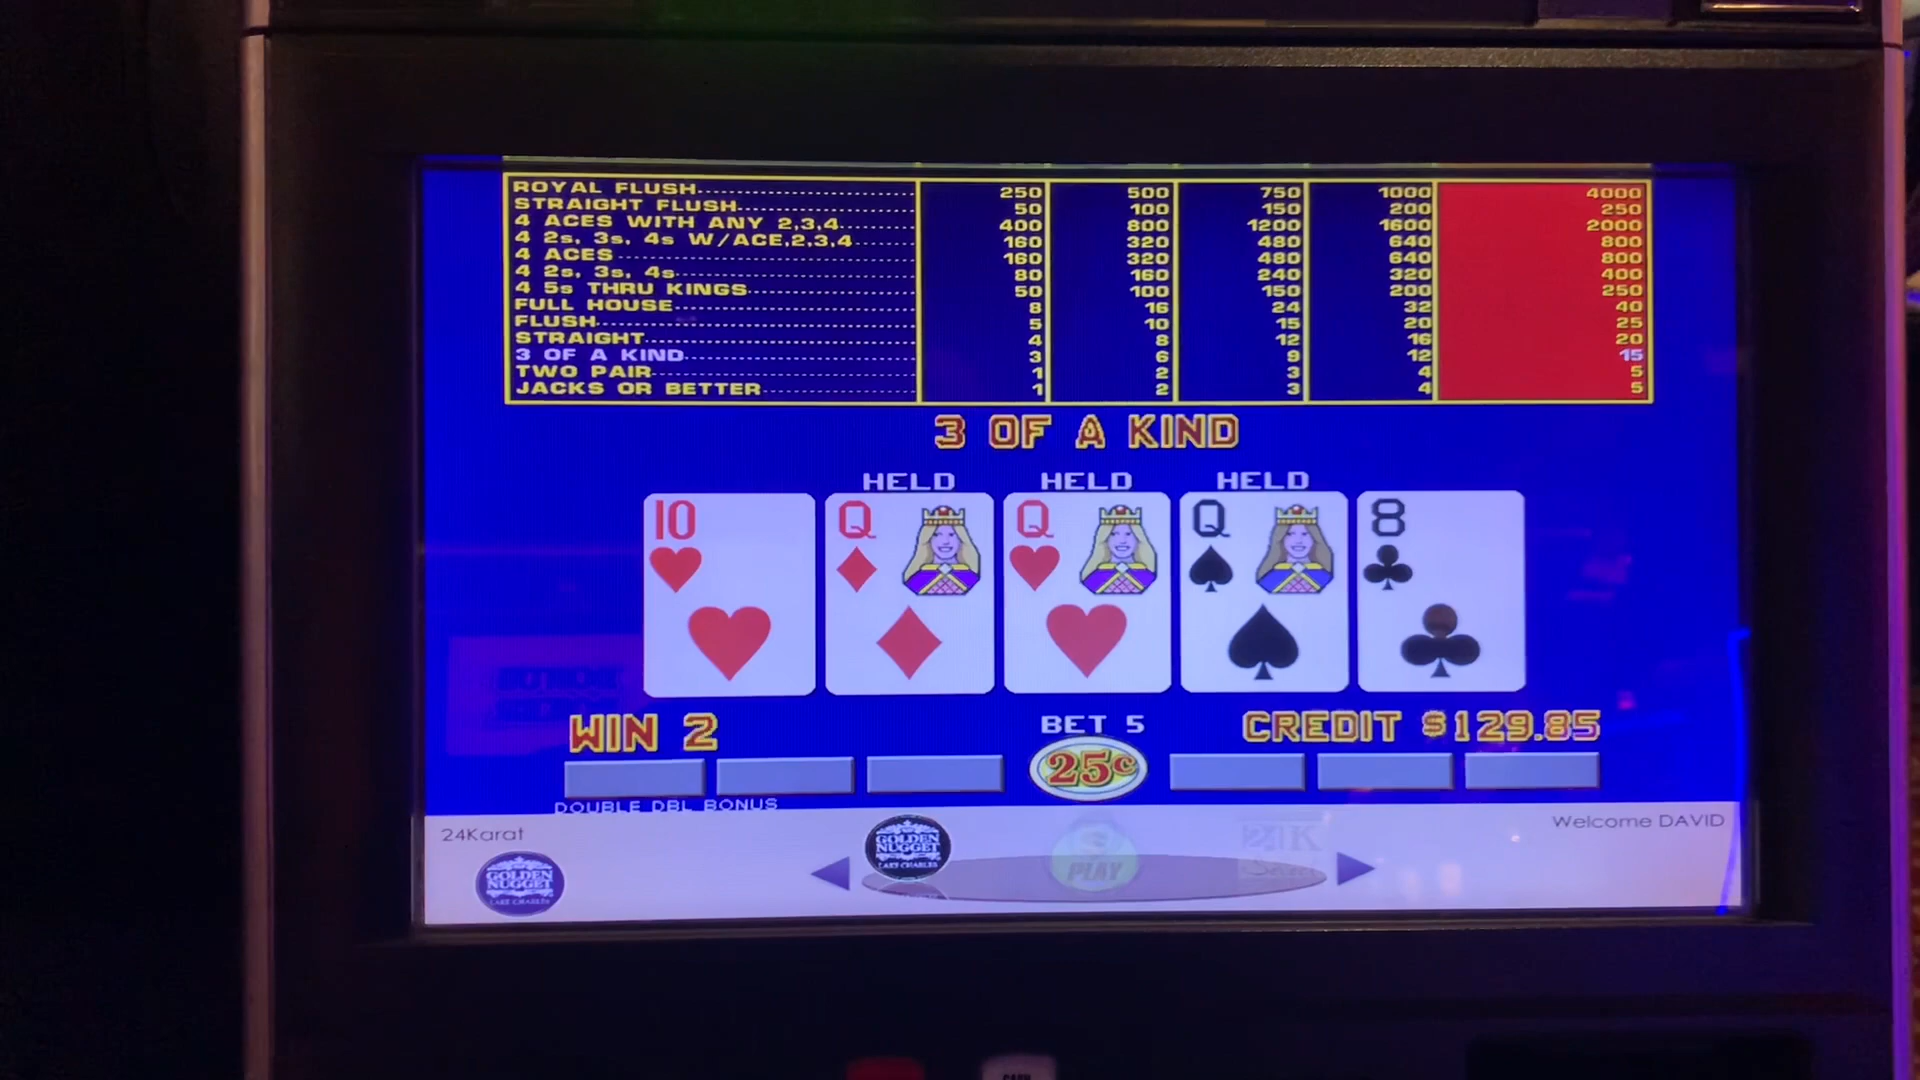 ROYAL FLUSH 250 500 750 1000 4000
STRAIGHT FLUSH 50 100 150 200 250
4 ACES WITH ANY 2,3,4 400 800 1200 1600 2000
4 2s, 3s, 4s W/ACE,2,3,4 160 320 480 640 800
4 ACES 160 320 480 640 800
4 2s, 3s, 4s 80 160 240 320 400
4 5s THRU KINGS 50 100 150 200 250
FULL HOUSE 8 16 24 32 40
FLUSH 5 10 15 20 25
STRAIGHT 4 8 12 16 20
3 OF A KIND 3 6 9 12 15
TWO PAIR 1 2 3 4 5
JACKS OR BETTER 1 2 3 4 5
3 OF A KIND
HELD HELD HELD
10 Q Q Q 8
WIN 2 BET 5 CREDIT $129.85
25¢
DOUBLE DBL BONUS
24Karat Welcome DAVID
GOLDEN NUGGET LAKE CHARLES
GOLDEN NUGGET LAKE CHARLES
PLAY
24K Select